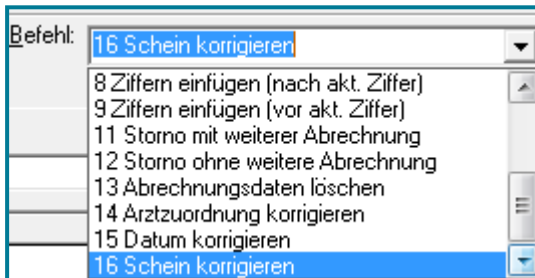 Befehl:
16 Schein korrigieren
8 Ziffern einfügen (nach akt. Ziffer)
9 Ziffern einfügen (vor akt. Ziffer)
11 Storno mit weiterer Abrechnung
12 Storno ohne weitere Abrechnung
13 Abrechnungsdaten löschen
14 Arztzuordnung korrigieren
15 Datum korrigieren
16 Schein korrigieren